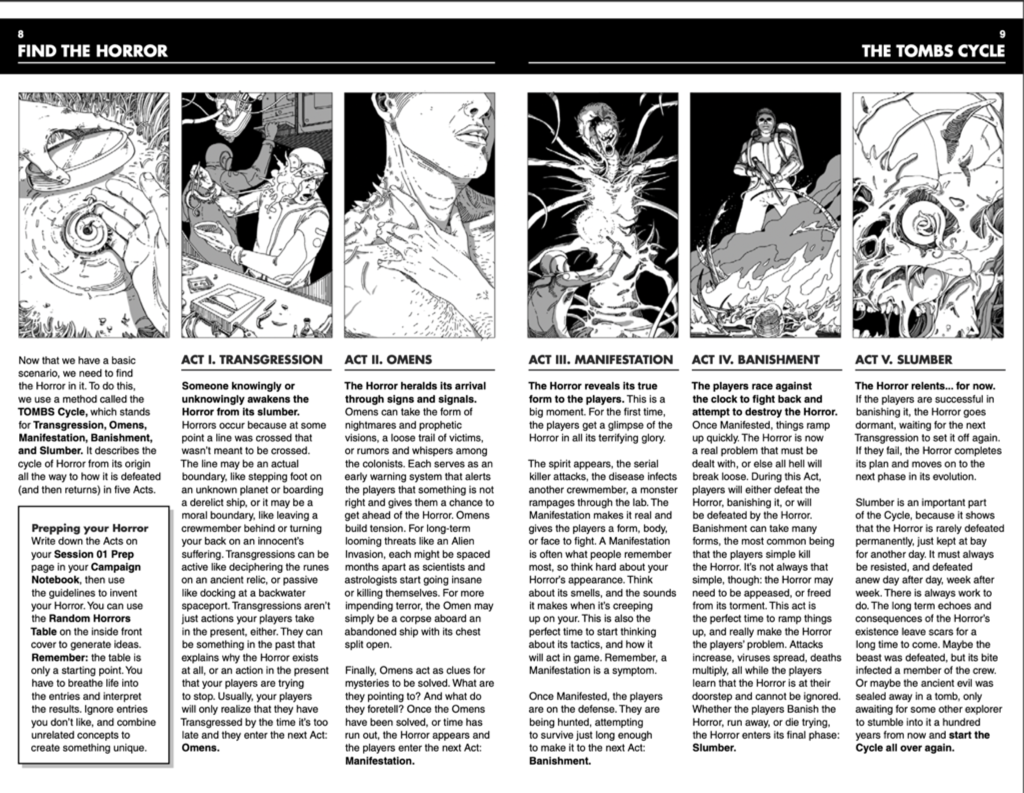 8
FIND THE HORROR
9
THE TOMBS CYCLE
Now that we have a basic
scenario, we need to find
the Horror in it. To do this,
we use a method called the
TOMBS Cycle, which stands
for Transgression, Omens,
Manifestation, Banishment,
and Slumber. It describes the
cycle of Horror from its origin
all the way to how it is defeated
(and then returns) in five Acts.
Prepping your Horror
Write down the Acts on
your Session 01 Prep
page in your Campaign
Notebook, then use
the guidelines to invent
your Horror. You can use
the Random Horrors
Table on the inside front
cover to generate ideas.
Remember: the table is
only a starting point. You
have to breathe life into
the entries and interpret
the results. Ignore entries
you don't like, and combine
unrelated concepts to
create something unique.
ACT I. TRANSGRESSION
Someone knowingly or
unknowingly awakens the
Horror from its slumber.
Horrors occur because at some
point a line was crossed that
wasn't meant to be crossed.
The line may be an actual
boundary, like stepping foot on
an unknown planet or boarding
a derelict ship, or it may be a
moral boundary, like leaving a
crewmember behind or turning
your back on an innocent's
suffering. Transgressions can be
active like deciphering the runes
on an ancient relic, or passive
like docking at a backwater
spaceport. Transgressions aren't
just actions your players take
in the present, either. They can
be something in the past that
explains why the Horror exists
at all, or an action in the present
that your players are trying
to stop. Usually, your players
will only realize that they have
Transgressed by the time it's too
late and they enter the next Act:
Omens.
ACT II. OMENS
The Horror heralds its arrival
through signs and signals.
Omens can take the form of
nightmares and prophetic
visions, a loose trail of victims,
or rumors and whispers among
the colonists. Each serves as an
early warning system that alerts
the players that something is not
right and gives them a chance to
get ahead of the Horror. Omens
build tension. For long-term
looming threats like an Alien
Invasion, each might be spaced
months apart as scientists and
astrologists start going insane
or killing themselves. For more
impending terror, the Omen may
simply be a corpse aboard an
abandoned ship with its chest
split open.
Finally, Omens act as clues for
mysteries to be solved. What are
they pointing to? And what do
they foretell? Once the Omens
have been solved, or time has
run out, the Horror appears and
the players enter the next Act:
Manifestation.
ACT III. MANIFESTATION
The Horror reveals its true
form to the players. This is a
big moment. For the first time,
the players get a glimpse of the
Horror in all its terrifying glory.
The spirit appears, the serial
killer attacks, the disease infects
another crewmember, a monster
rampages through the lab. The
Manifestation makes it real and
gives the players a form, body,
or face to fight. A Manifestation
is often what people remember
most, so think hard about your
Horror's appearance. Think
about its smells, and the sounds
it makes when it's creeping
up on your. This is also the
perfect time to start thinking
about its tactics, and how it
will act in game. Remember, a
Manifestation is a symptom.
Once Manifested, the players
are on the defense. They are
being hunted, attempting
to survive just long enough
to make it to the next Act:
Banishment.
ACT IV. BANISHMENT
The players race against
the clock to fight back and
attempt to destroy the Horror.
Once Manifested, things ramp
up quickly. The Horror is now
a real problem that must be
dealt with, or else all hell will
break loose. During this Act,
players will either defeat the
Horror, banishing it, or will
be defeated by the Horror.
Banishment can take many
forms, the most common being
that the players simple kill
the Horror. It's not always that
simple, though: the Horror may
need to be appeased, or freed
from its torment. This act is
the perfect time to ramp things
up, and really make the Horror
the players' problem. Attacks
increase, viruses spread, deaths
multiply, all while the players
learn that the Horror is at their
doorstep and cannot be ignored.
Whether the players Banish the
Horror, run away, or die trying,
the Horror enters its final phase:
Slumber.
ACT V. SLUMBER
The Horror relents... for now.
If the players are successful in
banishing it, the Horror goes
dormant, waiting for the next
Transgression to set it off again.
If they fail, the Horror completes
its plan and moves on to the
next phase in its evolution.
Slumber is an important part
of the Cycle, because it shows
that the Horror is rarely defeated
permanently, just kept at bay
for another day. It must always
be resisted, and defeated
anew day after day, week after
week. There is always work to
do. The long term echoes and
consequences of the Horror's
existence leave scars for a
long time to come. Maybe the
beast was defeated, but its bite
infected a member of the crew.
Or maybe the ancient evil was
sealed away in a tomb, only
awaiting for some other explorer
to stumble into it a hundred
years from now and start the
Cycle all over again.